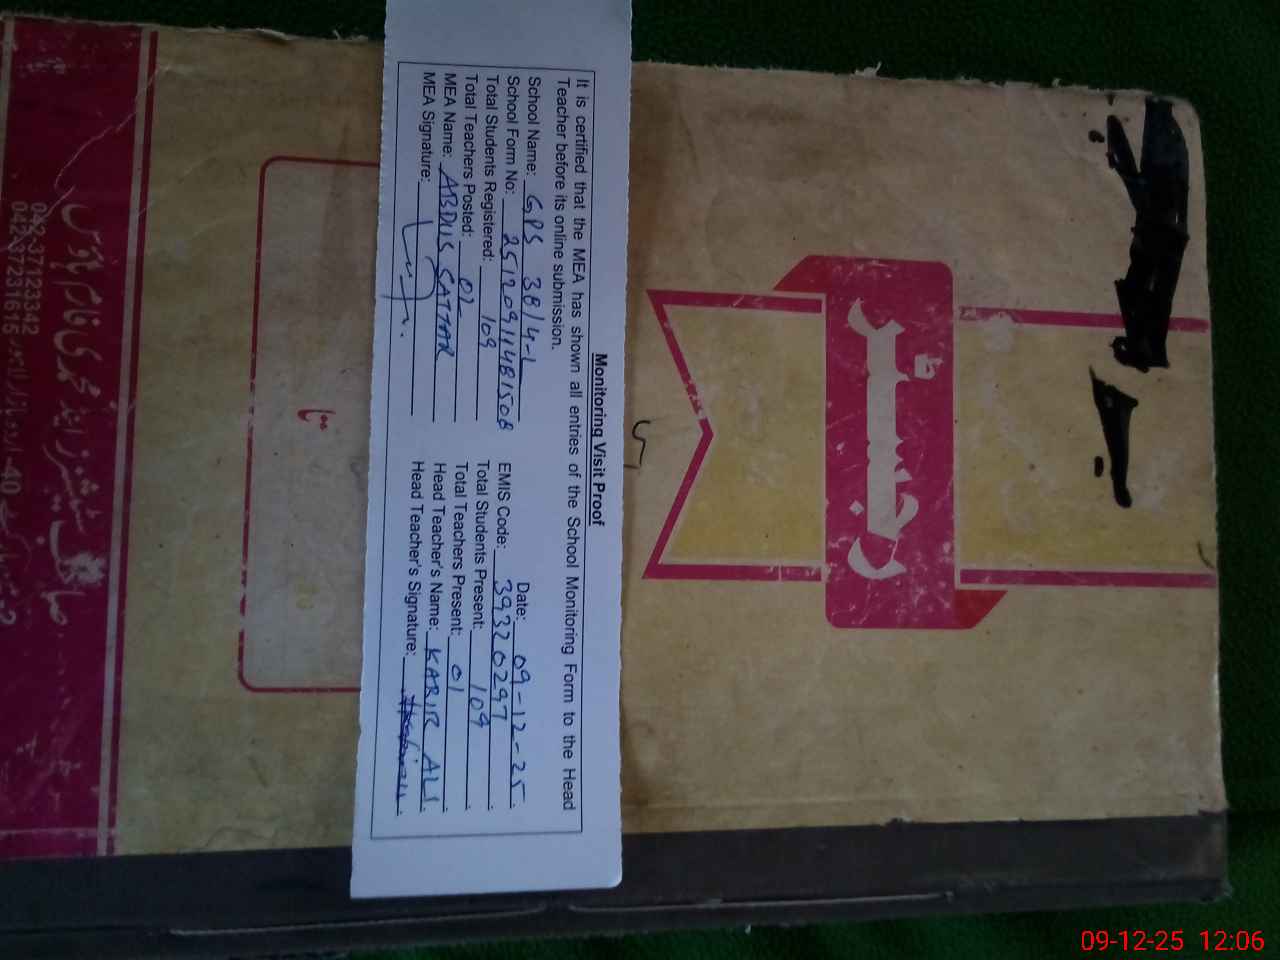 Monitoring Visit Proof
It is certified that the MEA has shown all entries of the School Monitoring Form to the Head
Teacher before its online submission.
Date: 09-12-25
School Name: GPS 38/4-L
EMIS Code: 39320297
School Form No: 25120911481508
Total Students Present: 109
Total Students Registered: 109
Total Teachers Present: 01
Total Teachers Posted: 02
Head Teacher's Name: KABIR ALI
MEA Name: ABDUS SATTAR
Head Teacher's Signature:
MEA Signature:
رجسٹر
042-37123342
042-37231615
09-12-25 12:06